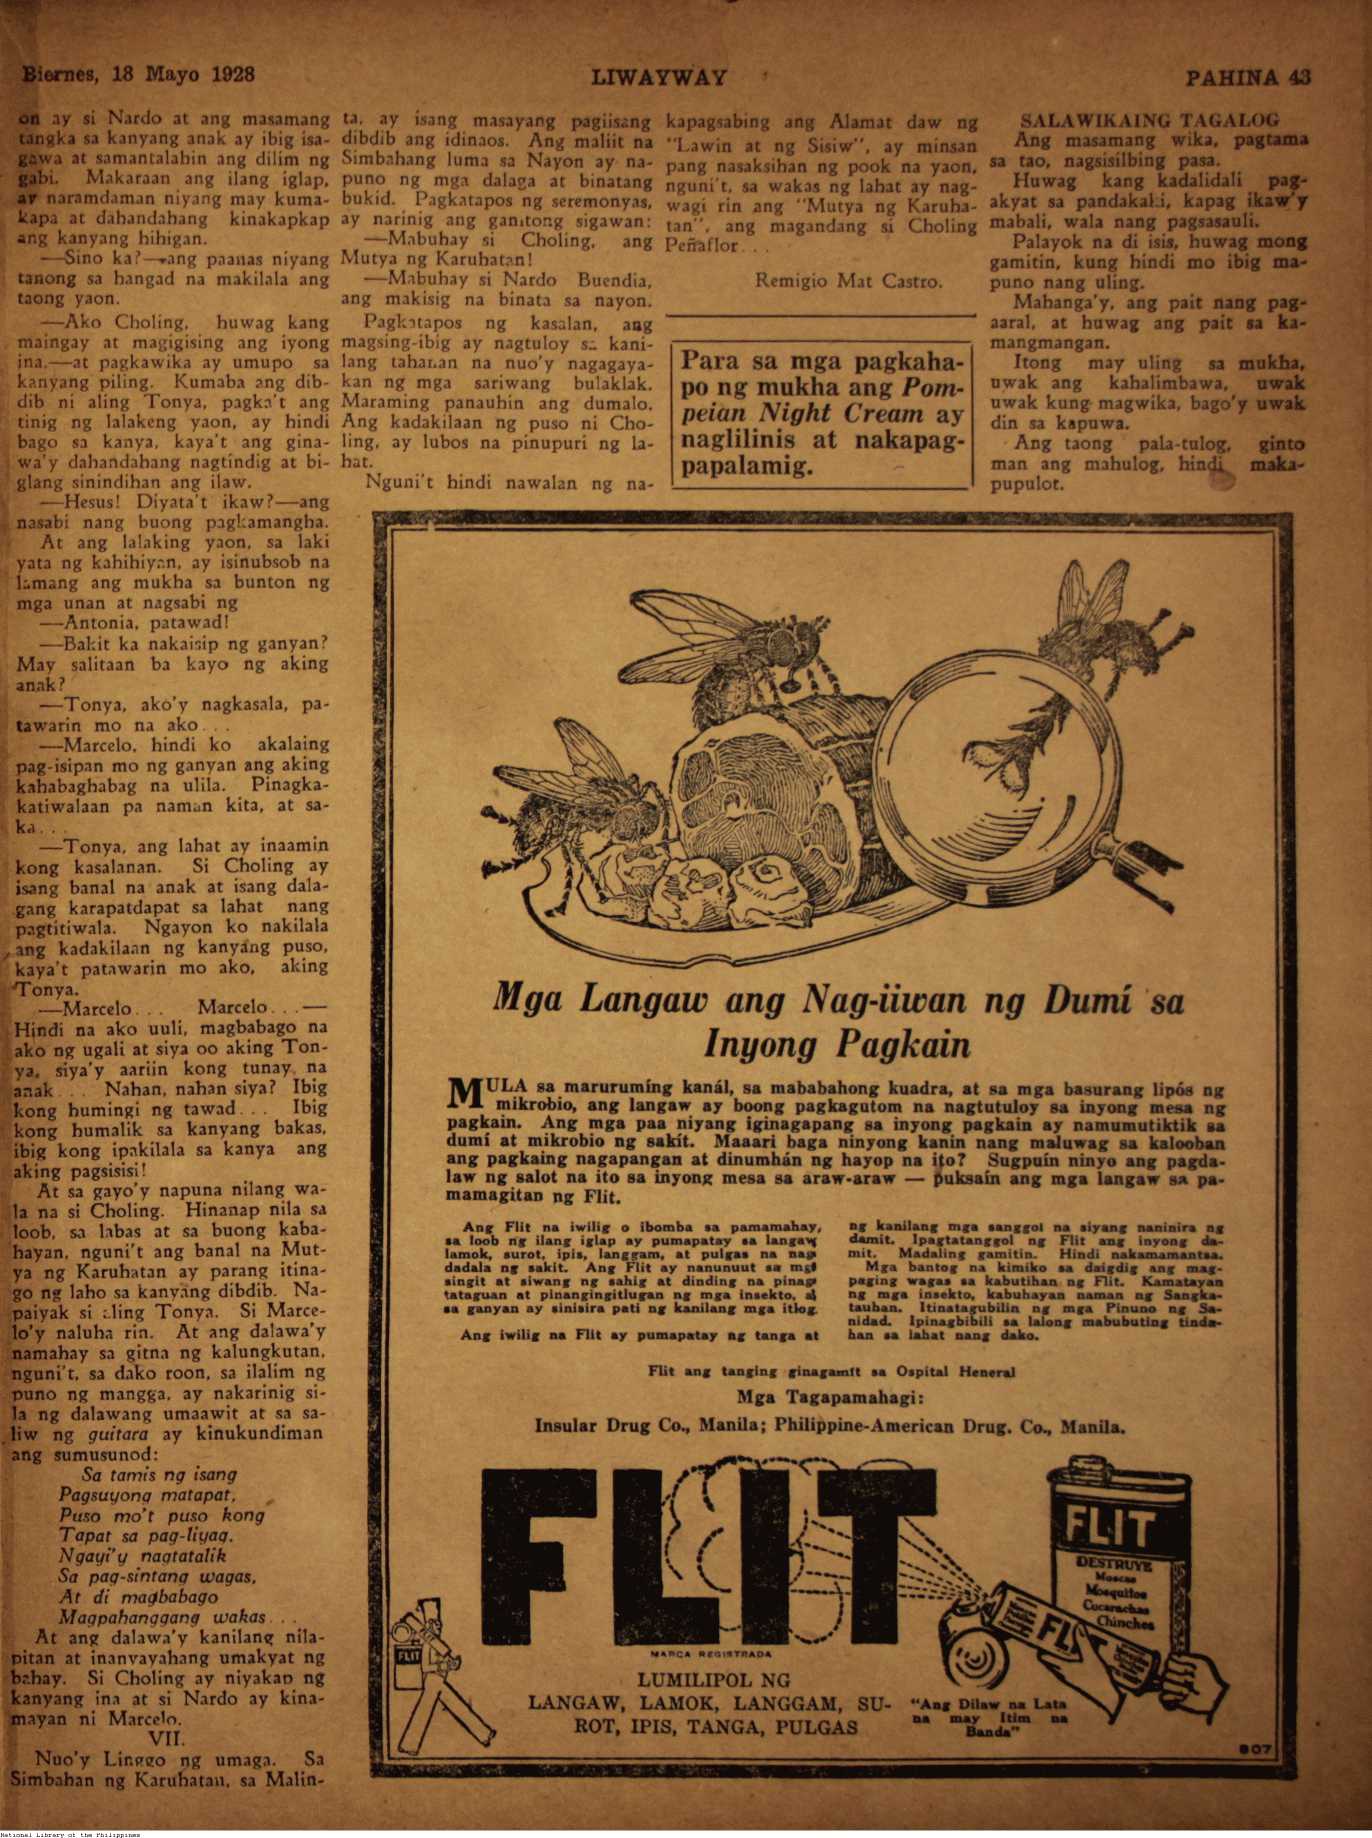 Biernes, 18 Mayo 1928
LIWAYWAY
PAHINA 43
on ay si Nardo at ang masamang
tangka sa kanyang anak ay ibig isa-
gawa at samantalahin ang dilim ng
gabi. Makaraan ang ilang iglap,
ay naramdaman niyang may kuma-
kapa at dahandahang kinakapkap
ang kanyang hihigan.
—Sino ka?—ang paanas niyang
tanong sa hangad na makilala ang
taong yaon.
—Ako Choling, huwag kang
maingay at magigising ang iyong
ina,—at pagkawika ay umupo sa
kanyang piling. Kumaba ang dib-
dib ni aling Tonya, pagka't ang
tinig ng lalakeng yaon, ay hindi
bago sa kanya, kaya't ang gina-
wa'y dahandahang nagtindig at bi-
glang sinindihan ang ilaw.
—Hesus! Diyata't ikaw?—ang
nasabi nang buong pagkamangha.
At ang lalaking yaon, sa laki
yata ng kahihiyan, ay isinubsob na
lamang ang mukha sa bunton ng
mga unan at nagsabi ng
—Antonia, patawad!
—Bakit ka nakaisip ng ganyan?
May salitaan ba kayo ng aking
anak?
—Tonya, ako'y nagkasala, pa-
tawarin mo na ako...
—Marcelo, hindi ko akalaing
pag-isipan mo ng ganyan ang aking
kahabaghabag na ulila. Pinagka-
katiwalaan pa naman kita, at sa-
ka...
—Tonya, ang lahat ay inaamin
kong kasalanan. Si Choling ay
isang banal na anak at isang dala-
gang karapatdapat sa lahat nang
pagtitiwala. Ngayon ko nakilala
ang kadakilaan ng kanyang puso,
kaya't patawarin mo ako, aking
Tonya.
—Marcelo... Marcelo...—
Hindi na ako uuli, magbabago na
ako ng ugali at siya oo aking Ton-
ya, siya'y aariin kong tunay na
anak... Nahan, nahan siya? Ibig
kong humingi ng tawad... Ibig
kong humalik sa kanyang bakas,
ibig kong ipakilala sa kanya ang
aking pagsisisi!
At sa gayo'y napuna nilang wa-
la na si Choling. Hinanap nila sa
loob, sa labas at sa buong kaba-
hayan, nguni't ang banal na Mut-
ya ng Karuhatan ay parang itina-
go ng laho sa kanyang dibdib. Na-
paiyak si aling Tonya. Si Marce-
lo'y naluha rin. At ang dalawa'y
namahay sa gitna ng kalungkutan,
nguni't, sa dako roon, sa ilalim ng
puno ng mangga, ay nakarinig si-
la ng dalawang umaawit at sa sa-
liw ng guitara ay kinukundiman
ang sumusunod:
Sa tamis ng isang
Pagsuyong matapat,
Puso mo't puso kong
Tapat sa pag-liyag.
Ngayi'y nagtatalik
Sa pag-sintang wagas,
At di magbabago
Magpahanggang wakas...
At ang dalawa'y kanilang nila-
pitan at inanyayahang umakyat ng
bahay. Si Choling ay niyakap ng
kanyang ina at si Nardo ay kina-
mayan ni Marcelo.
VII.
Nuo'y Linggo ng umaga. Sa
Simbahan ng Karuhatan, sa Malin-
ta, ay isang masayang pagiisang
dibdib ang idinaos. Ang maliit na
Simbahang luma sa Nayon ay na-
puno ng mga dalaga at binatang
bukid. Pagkatapos ng seremonyas,
ay narinig ang ganitong sigawan:
—Mabuhay si Choling, ang
Mutya ng Karuhatan!
—Mabuhay si Nardo Buendia,
ang makisig na binata sa nayon.
Pagkatapos ng kasalan, ang
magsing-ibig ay nagtuloy sa kani-
lang tahanan na nuo'y nagagaya-
kan ng mga sariwang bulaklak.
Maraming panauhin ang dumalo.
Ang kadakilaan ng puso ni Cho-
ling, ay lubos na pinupuri ng la-
hat.
Nguni't hindi nawalan ng na-
kapagsabing ang Alamat daw ng
"Lawin at ng Sisiw", ay minsan
pang nasaksihan ng pook na yaon,
nguni't, sa wakas ng lahat ay nag-
wagi rin ang "Mutya ng Karuha-
tan", ang magandang si Choling
Peñaflor...
Remigio Mat Castro.
Para sa mga pagkaha-
po ng mukha ang Pom-
peian Night Cream ay
naglilinis at nakapag-
papalamig.
SALAWIKAING TAGALOG
Ang masamang wika, pagtama
sa tao, nagsisilbing pasa.
Huwag kang kadalidali pag-
akyat sa pandakaki, kapag ikaw'y
mabali, wala nang pagsasauli.
Palayok na di isis, huwag mong
gamitin, kung hindi mo ibig ma-
puno nang uling.
Mahanga'y, ang pait nang pag-
aaral, at huwag ang pait sa ka-
mangmangan.
Itong may uling sa mukha,
uwak ang kahalimbawa, uwak
uwak kung magwika, bago'y uwak
din sa kapuwa.
Ang taong pala-tulog, ginto
man ang mahulog, hindi maka-
pupulot.
Mga Langaw ang Nag-iiwan ng Dumí sa
Inyong Pagkain
MULA sa marurumíng kanál, sa mababahong kuadra, at sa mga basurang lipós ng
mikrobio, ang langaw ay boong pagkagutom na nagtutuloy sa inyong mesa ng
pagkain. Ang mga paa niyang iginagapang sa inyong pagkain ay namumutiktik sa
dumí at mikrobio ng sakít. Maaari baga ninyong kanin nang maluwag sa kalooban
ang pagkaing nagapangan at dinumhán ng hayop na ito? Sugpuín ninyo ang pagda-
law ng salot na ito sa inyong mesa sa araw-araw — puksaín ang mga langaw sa pa-
mamagitan ng Flit.
Ang Flit na iwilig o ibomba sa pamamahay,
sa loob ng ilang iglap ay pumapatay sa langaw
lamok, surot, ipis, langgam, at pulgas na nag
dadala ng sakit. Ang Flit ay nanunuut sa mga
singit at siwang ng sahig at dinding na pinag
tataguan at pinangingitlugan ng mga insekto, at
sa ganyan ay sinisira pati ng kanilang mga itlog.
Ang iwilig na Flit ay pumapatay ng tanga at
ng kanilang mga sanggol na siyang naninira ng
damit. Ipagtatanggol ng Flit ang inyong da-
mit. Madaling gamitin. Hindi nakamamantsa.
Mga bantog na kimiko sa daigdig ang mag-
paging wagas sa kabutihan ng Flit. Kamatayan
ng mga insekto, kabuhayan naman ng Sangka-
tauhan. Itinatagubilin ng mga Pinuno ng Sa-
nidad. Ipinagbibili sa lalong mabubuting tinda-
han sa lahat nang dako.
Flit ang tanging ginagamit sa Ospital Heneral
Mga Tagapamahagi:
Insular Drug Co., Manila; Philippine-American Drug. Co., Manila.
FLIT
MARCA REGISTRADA
LUMILIPOL NG
LANGAW, LAMOK, LANGGAM, SU-
ROT, IPIS, TANGA, PULGAS
FLIT
FLIT
DESTRUYE
Moscas
Mosquitos
Cucarachas
Chinches
FLIT
"Ang Dilaw na Lata
na may Itim na
Banda"
807
National Library of the Philippines